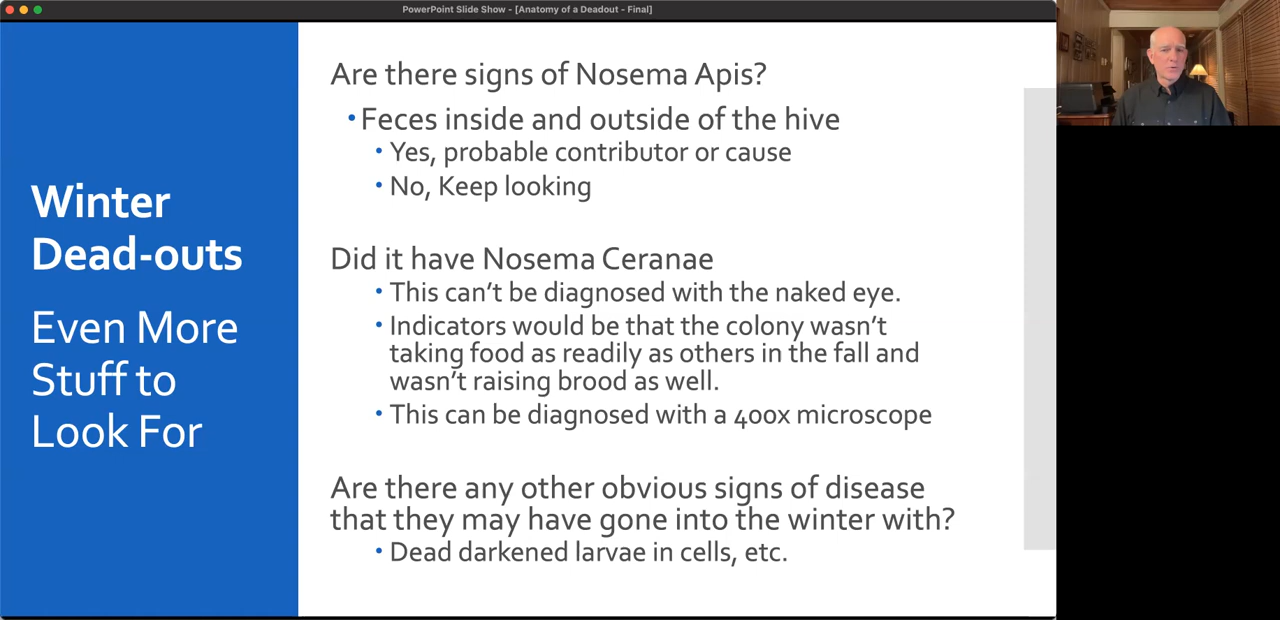 PowerPoint Slide Show - [Anatomy of a Deadout - Final]
Winter
Dead-outs
Even More
Stuff to
Look For
Are there signs of Nosema Apis?
• Feces inside and outside of the hive
• Yes, probable contributor or cause
• No, Keep looking
Did it have Nosema Ceranae
• This can't be diagnosed with the naked eye.
• Indicators would be that the colony wasn't
taking food as readily as others in the fall and
wasn't raising brood as well.
• This can be diagnosed with a 400x microscope
Are there any other obvious signs of disease
that they may have gone into the winter with?
• Dead darkened larvae in cells, etc.